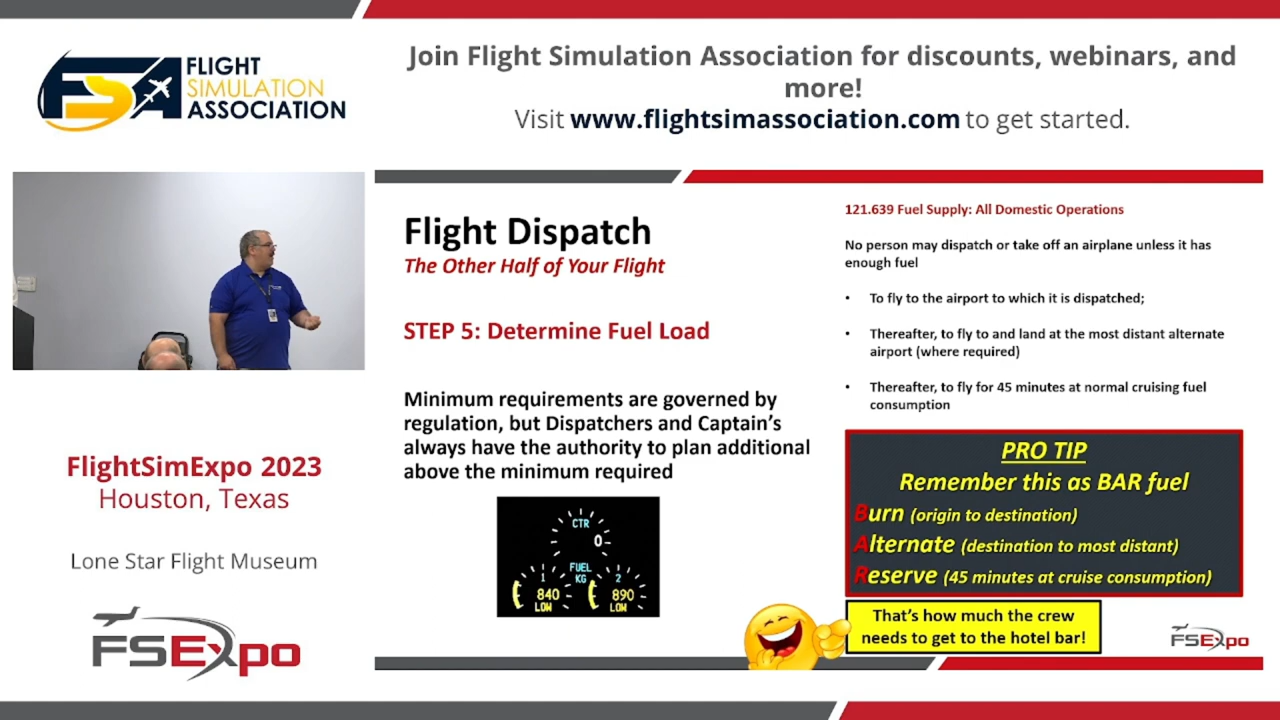 FLIGHT
SIMULATION
ASSOCIATION
Join Flight Simulation Association for discounts, webinars, and
more!
Visit www.flightsimassociation.com to get started.
FlightSimExpo 2023
Houston, Texas
Lone Star Flight Museum
FSExpo
Flight Dispatch
The Other Half of Your Flight
STEP 5: Determine Fuel Load
Minimum requirements are governed by
regulation, but Dispatchers and Captain's
always have the authority to plan additional
above the minimum required
CTR
0
FUEL
KG
1
2
840
890
LOW
LOW
121.639 Fuel Supply: All Domestic Operations
No person may dispatch or take off an airplane unless it has
enough fuel
• To fly to the airport to which it is dispatched;
• Thereafter, to fly to and land at the most distant alternate
airport (where required)
• Thereafter, to fly for 45 minutes at normal cruising fuel
consumption
PRO TIP
Remember this as BAR fuel
Burn (origin to destination)
Alternate (destination to most distant)
Reserve (45 minutes at cruise consumption)
That's how much the crew
needs to get to the hotel bar!
FSExpo